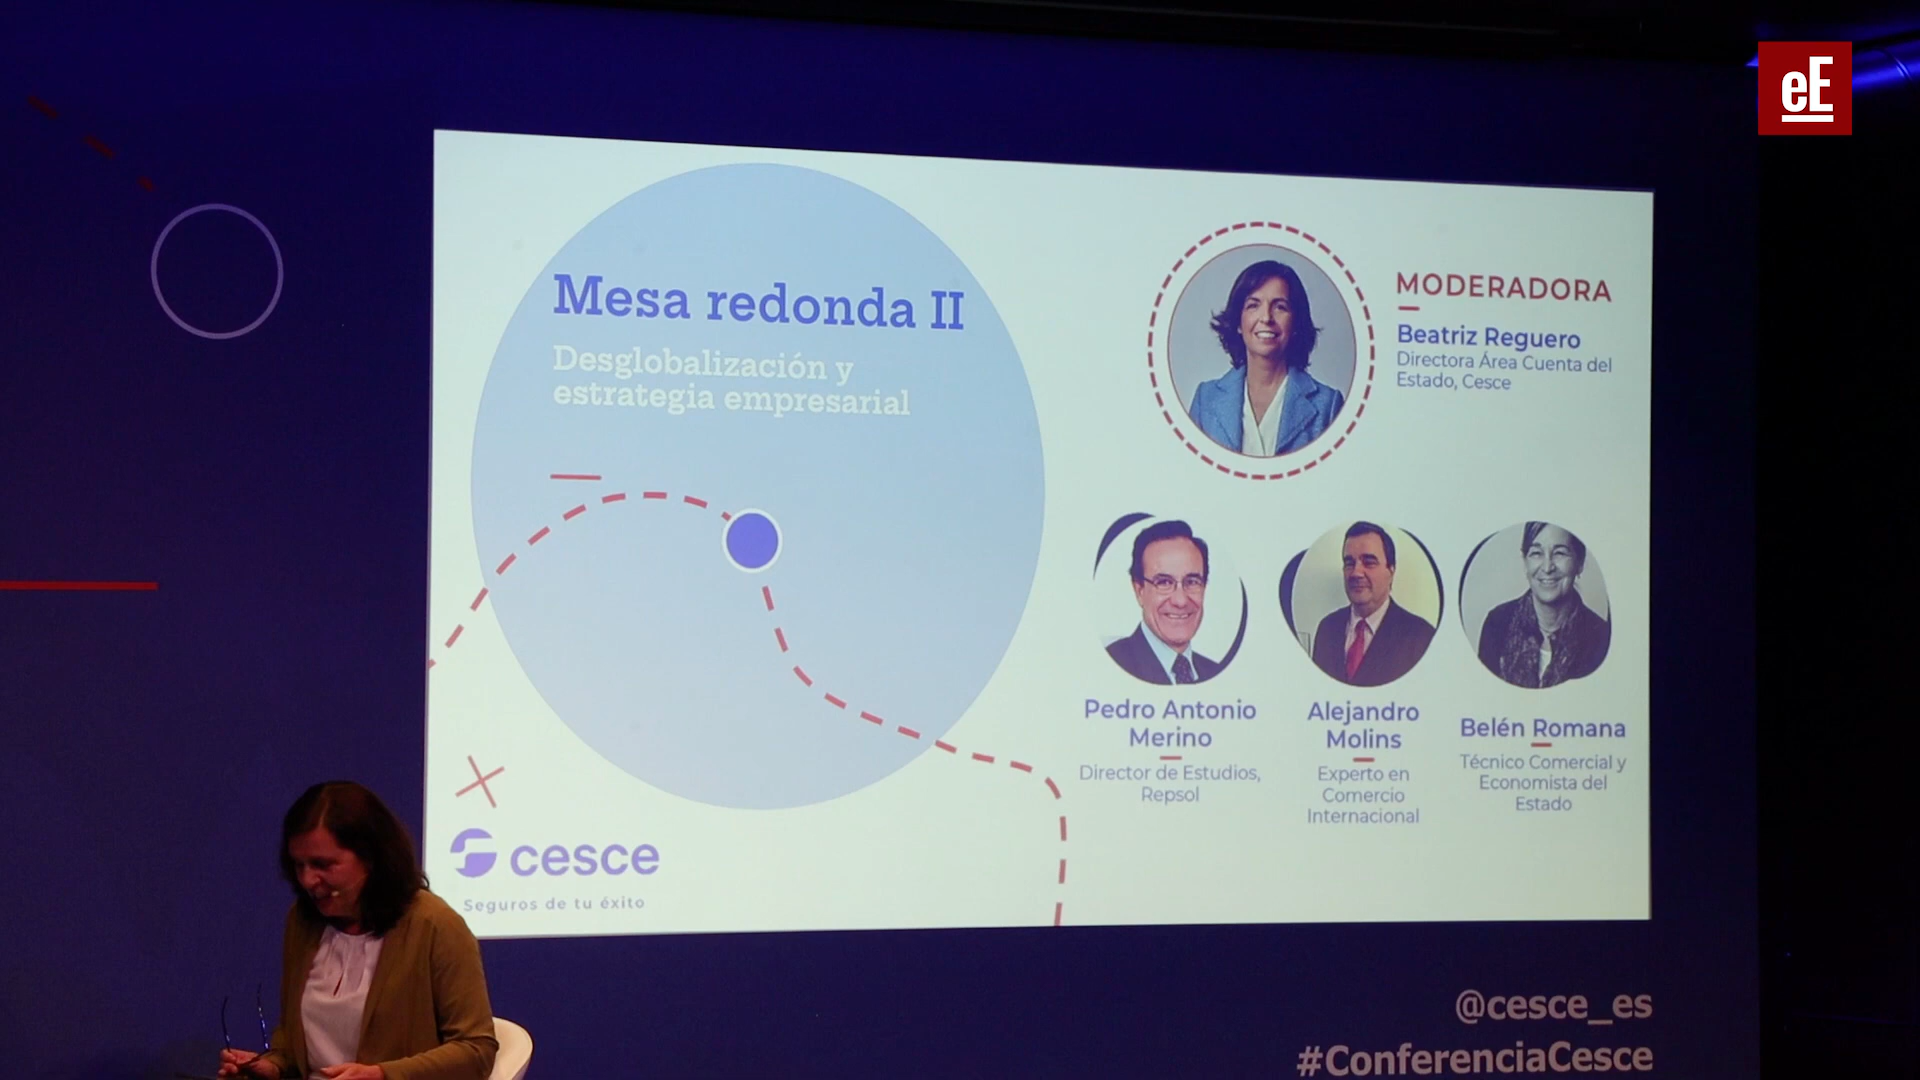 eE
Mesa redonda II
Desglobalización y
estrategia empresarial
MODERADORA
Beatriz Reguero
Directora Área Cuenta del
Estado, Cesce
Pedro Antonio
Merino
Director de Estudios,
Repsol
Alejandro
Molins
Experto en
Comercio
Internacional
Belén Romana
Técnico Comercial y
Economista del
Estado
cesce
Seguros de tu éxito
@cesce_es
#ConferenciaCesce